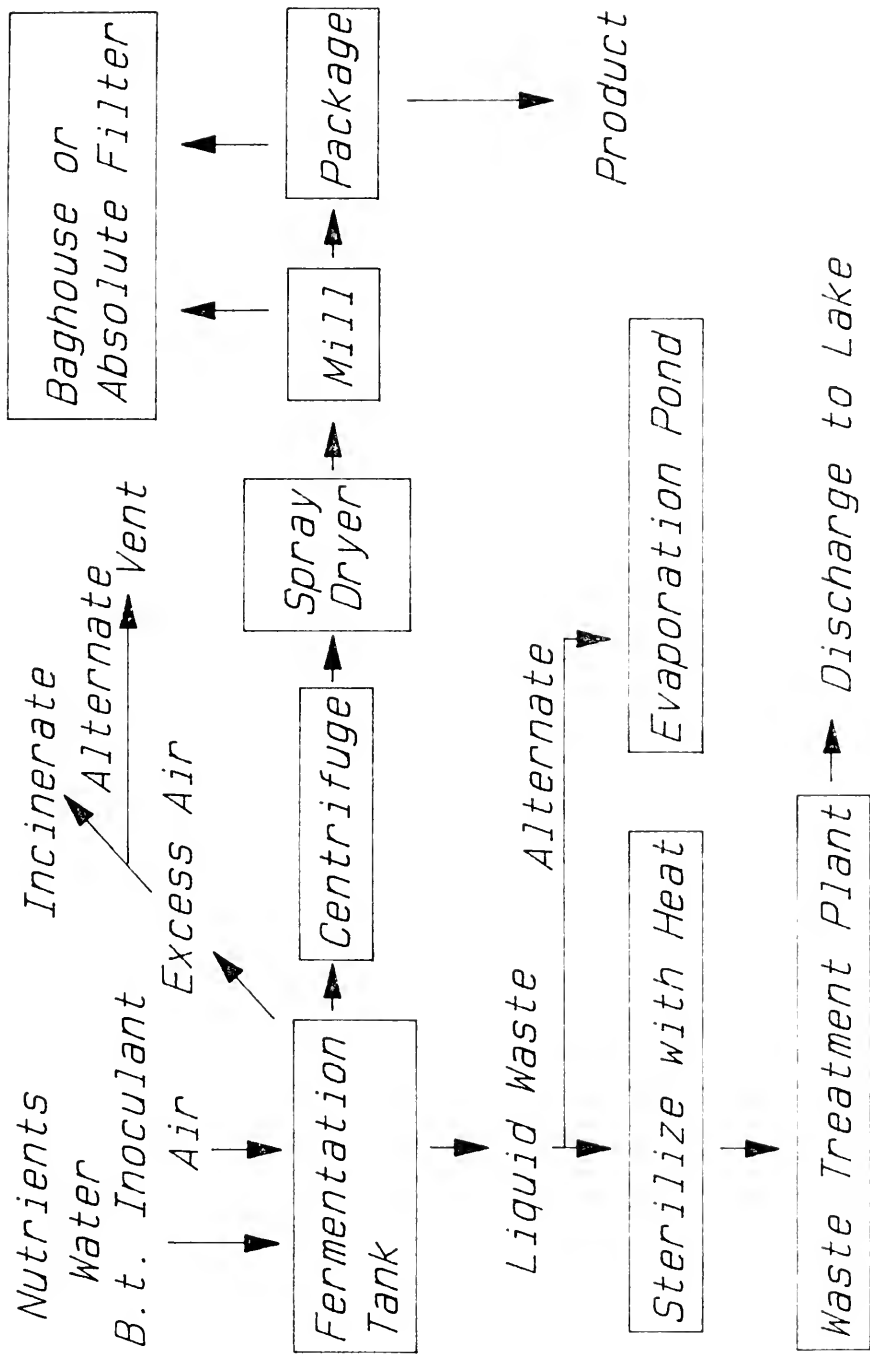 Nutrients
Water
B.t. Inoculant
Air
Incinerate
Alternate
Vent
Excess Air
Baghouse or
Absolute Filter
Fermentation
Tank
Centrifuge
Spray
Dryer
Mill
Package
Product
Liquid Waste
Alternate
Sterilize with Heat
Evaporation Pond
Waste Treatment Plant
Discharge to Lake